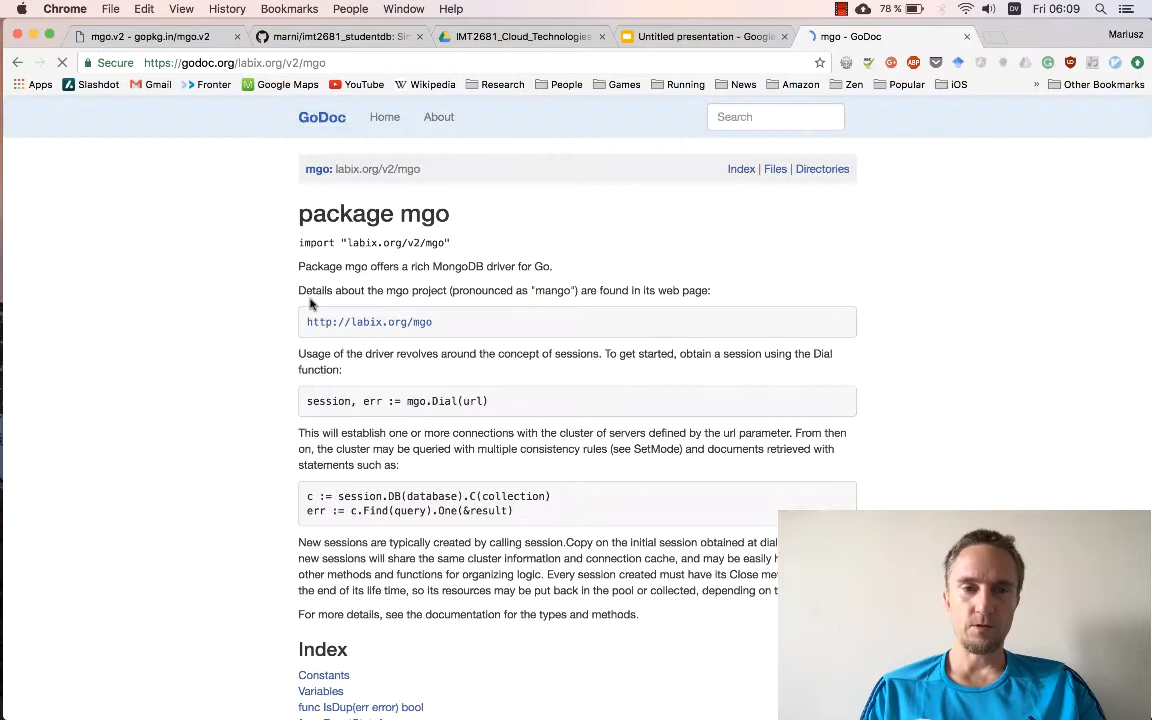 Chrome File Edit View History Bookmarks People Window Help 78 % DV Fri 06:09
mgo.v2 - gopkg.in/mgo.v2 × marni/imt2681_studentdb: Sim × IMT2681_Cloud_Technologies × Untitled presentation - Google × mgo - GoDoc × Mariusz
Secure https://godoc.org/labix.org/v2/mgo
Apps Slashdot Gmail Fronter Google Maps YouTube Wikipedia Research People Games Running News Amazon Zen Popular iOS » Other Bookmarks
GoDoc Home About Search
mgo: labix.org/v2/mgo Index | Files | Directories
package mgo
import "labix.org/v2/mgo"
Package mgo offers a rich MongoDB driver for Go.
Details about the mgo project (pronounced as "mango") are found in its web page:
http://labix.org/mgo
Usage of the driver revolves around the concept of sessions. To get started, obtain a session using the Dial
function:
session, err := mgo.Dial(url)
This will establish one or more connections with the cluster of servers defined by the url parameter. From then
on, the cluster may be queried with multiple consistency rules (see SetMode) and documents retrieved with
statements such as:
c := session.DB(database).C(collection)
err := c.Find(query).One(&result)
New sessions are typically created by calling session.Copy on the initial session obtained at dial
new sessions will share the same cluster information and connection cache, and may be easily
other methods and functions for organizing logic. Every session created must have its Close
the end of its life time, so its resources may be put back in the pool or collected, depending on
For more details, see the documentation for the types and methods.
Index
Constants
Variables
func IsDup(err error) bool